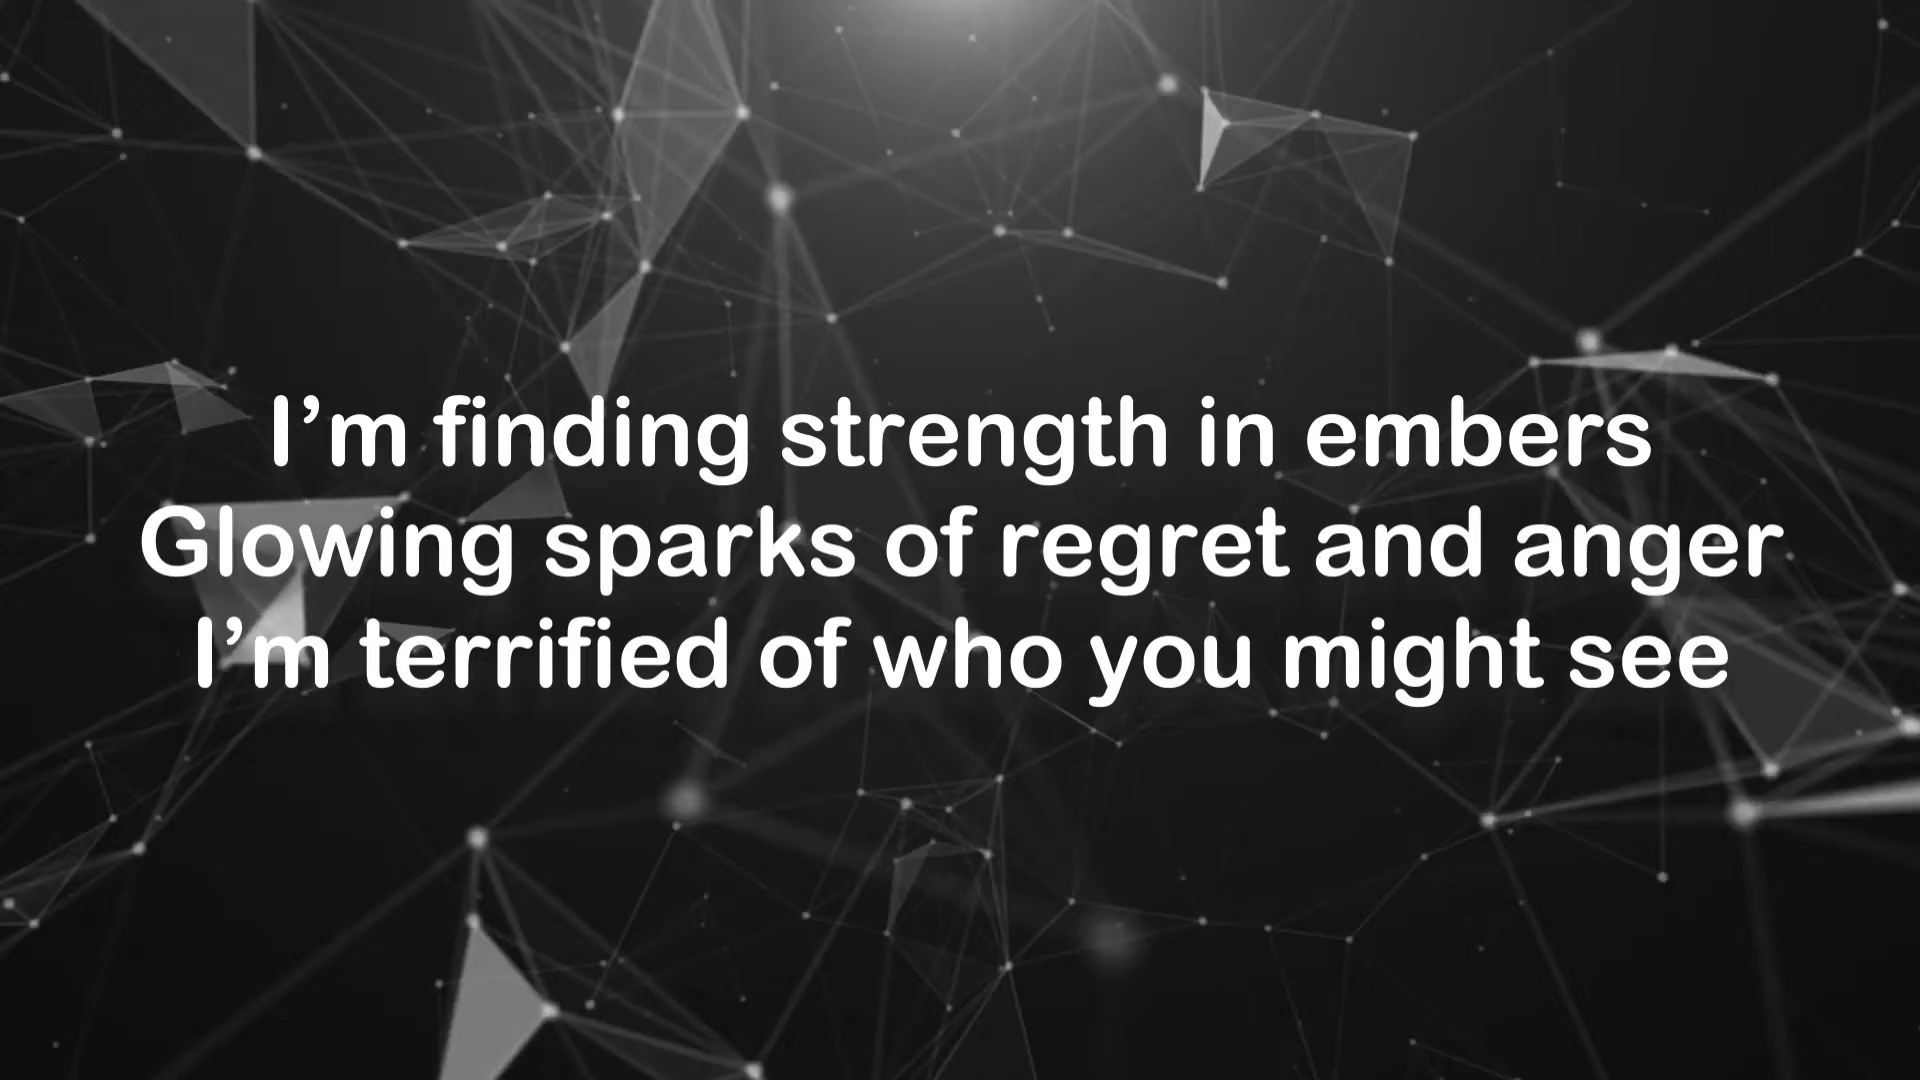 I’m finding strength in embers
Glowing sparks of regret and anger
I’m terrified of who you might see